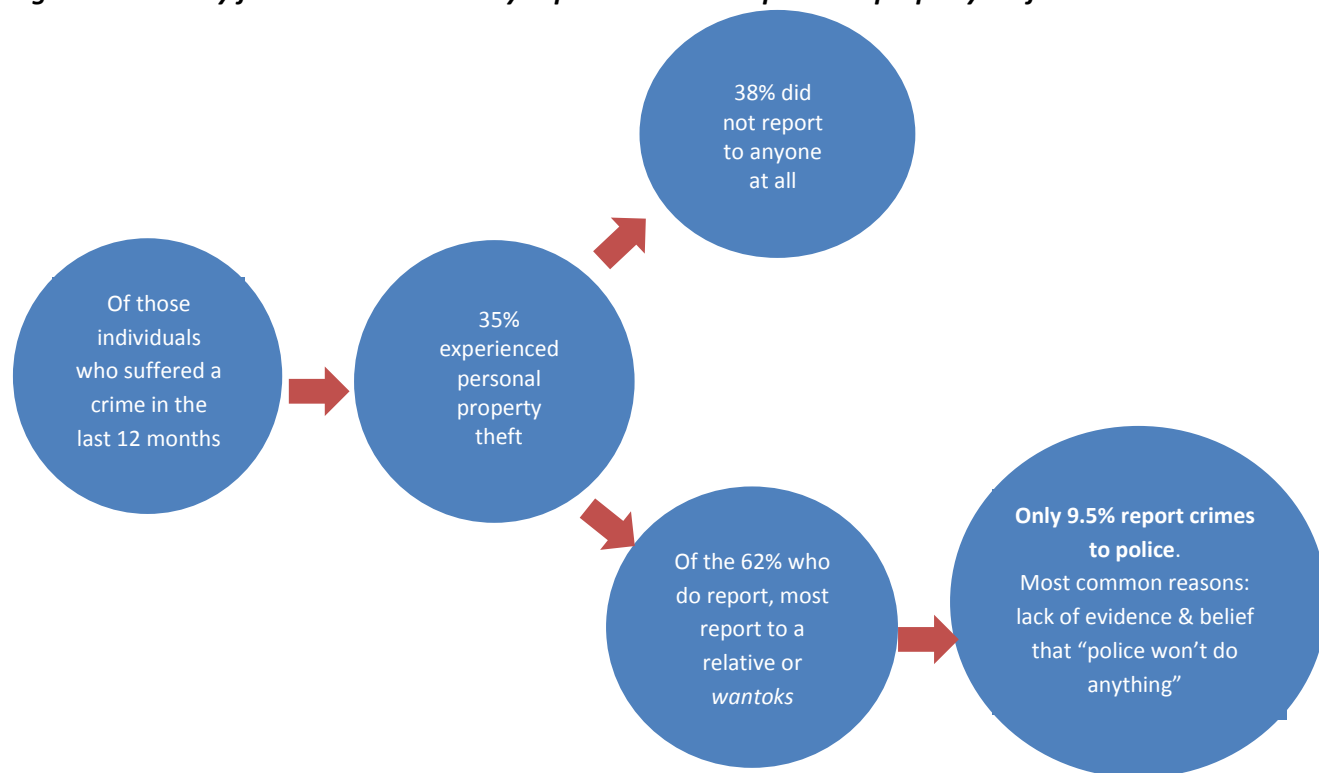 Of those
individuals
who suffered a
crime in the
last 12 months
35%
experienced
personal
property
theft
38% did
not report
to anyone
at all
Of the 62% who
do report, most
report to a
relative or
wantoks
Only 9.5% report crimes
to police.
Most common reasons:
lack of evidence & belief
that “police won’t do
anything”